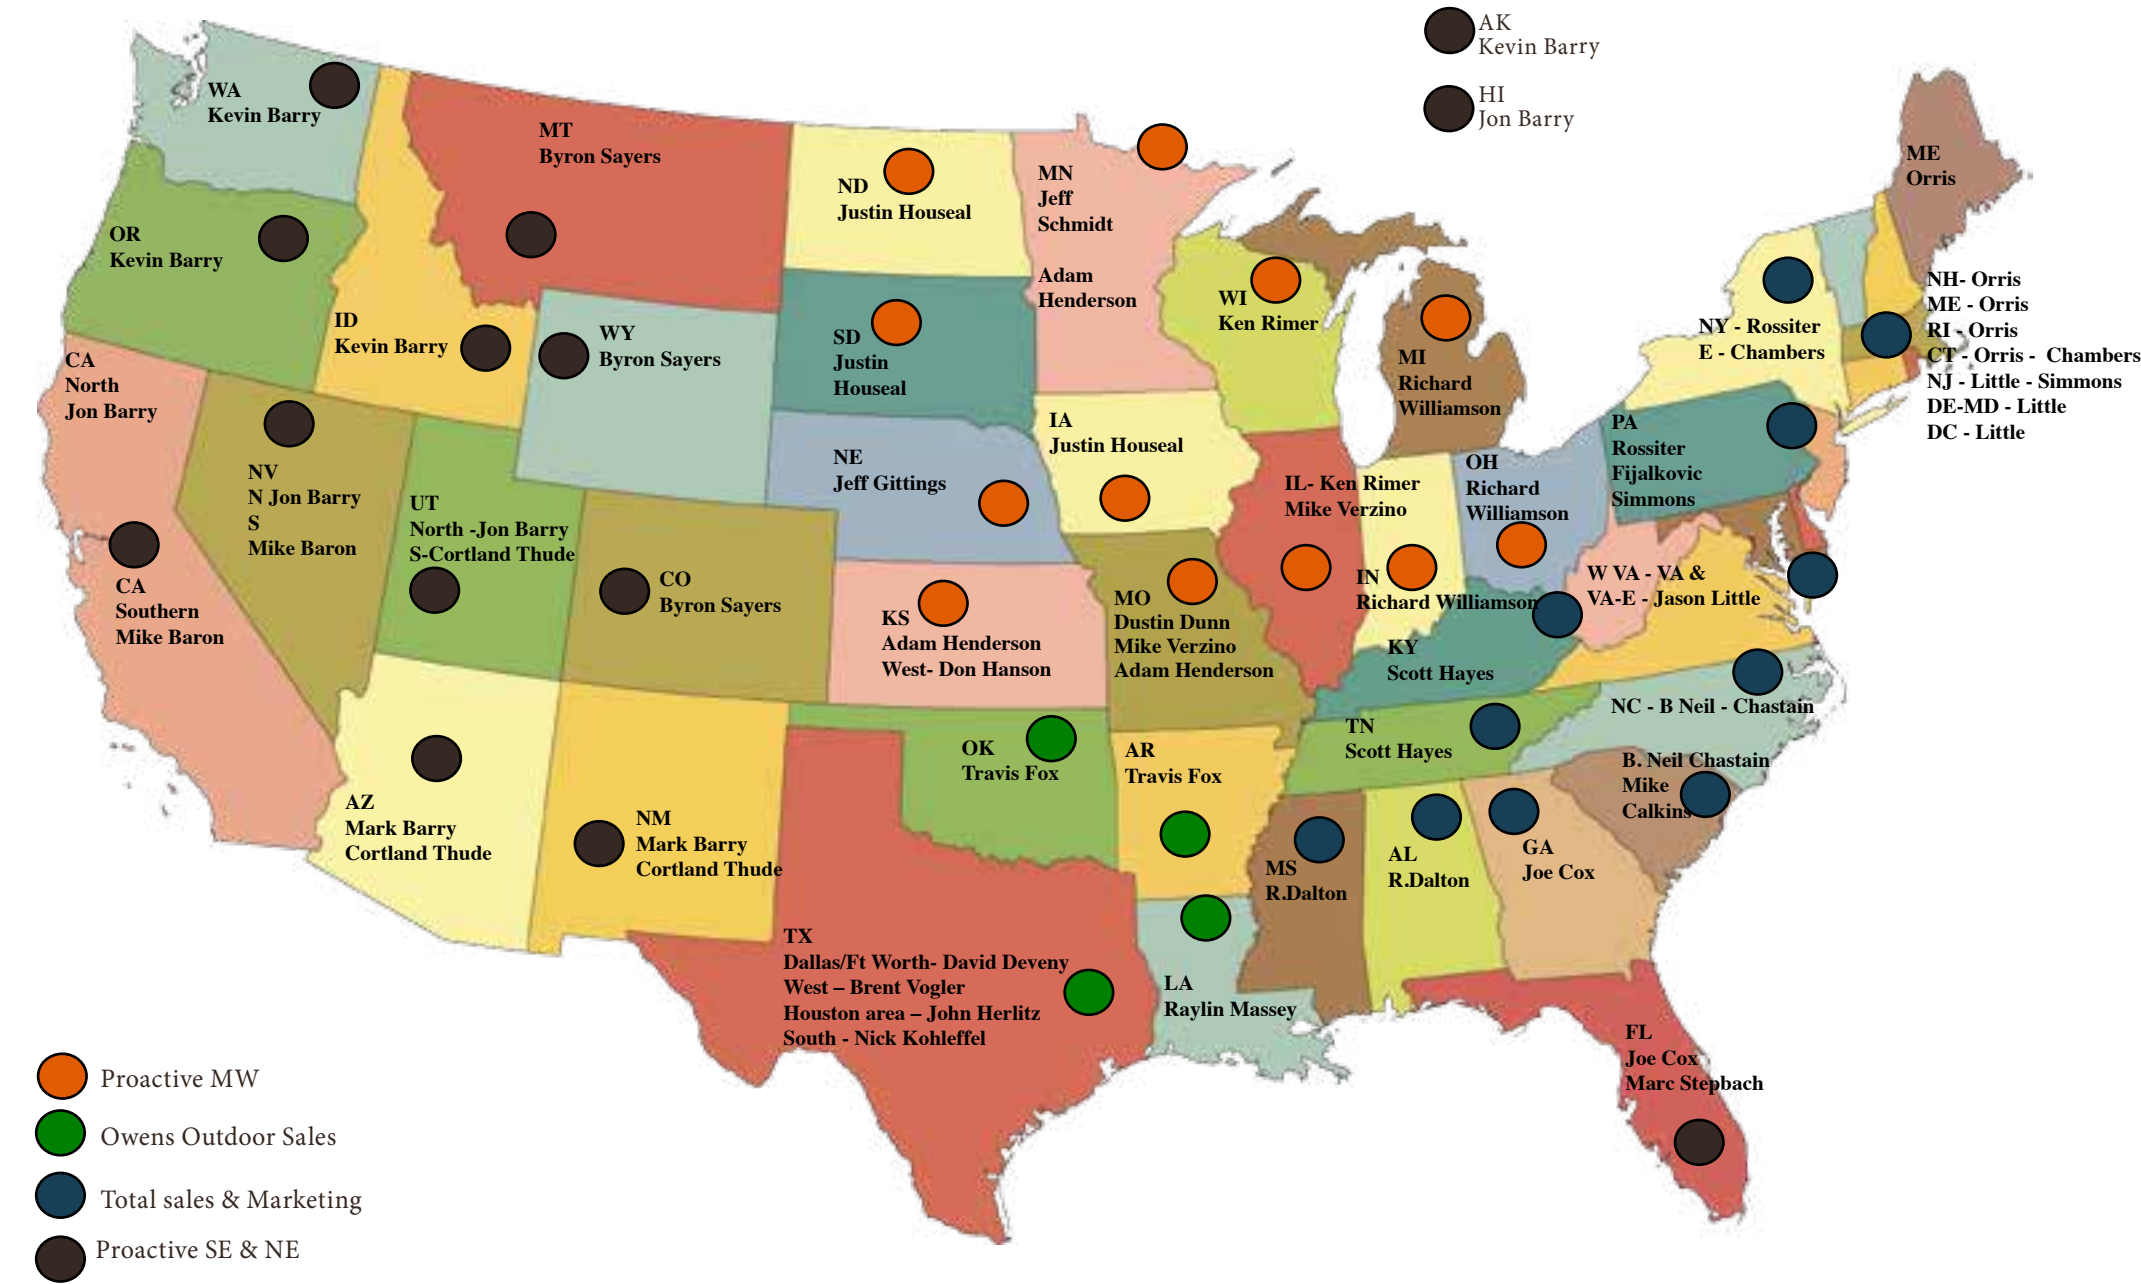 AK
Kevin Barry
HI
Jon Barry
WA
Kevin Barry
MT
Byron Sayers
ND
Justin Houseal
MN
Jeff
Schmidt
Adam
Henderson
ME
Orris
OR
Kevin Barry
ID
Kevin Barry
WY
Byron Sayers
SD
Justin
Houseal
WI
Ken Rimer
MI
Richard
Williamson
NY - Rossiter
E - Chambers
NH- Orris
ME - Orris
RI - Orris
CT - Orris - Chambers
NJ - Little - Simmons
DE-MD - Little
DC - Little
CA
North
Jon Barry
NV
N Jon Barry
S
Mike Baron
UT
North -Jon Barry
S-Cortland Thude
NE
Jeff Gittings
IA
Justin Houseal
IL- Ken Rimer
Mike Verzino
OH
Richard
Williamson
PA
Rossiter
Fijalkovic
Simmons
CA
Southern
Mike Baron
CO
Byron Sayers
KS
Adam Henderson
West- Don Hanson
MO
Dustin Dunn
Mike Verzino
Adam Henderson
IN
Richard Williamson
W VA - VA &
VA-E - Jason Little
KY
Scott Hayes
NC - B Neil - Chastain
TN
Scott Hayes
OK
Travis Fox
AR
Travis Fox
B. Neil Chastain
Mike
Calkins
AZ
Mark Barry
Cortland Thude
NM
Mark Barry
Cortland Thude
MS
R.Dalton
AL
R.Dalton
GA
Joe Cox
TX
Dallas/Ft Worth- David Deveny
West – Brent Vogler
Houston area – John Herlitz
South - Nick Kohleffel
LA
Raylin Massey
FL
Joe Cox
Marc Stepbach
Proactive MW
Owens Outdoor Sales
Total sales & Marketing
Proactive SE & NE